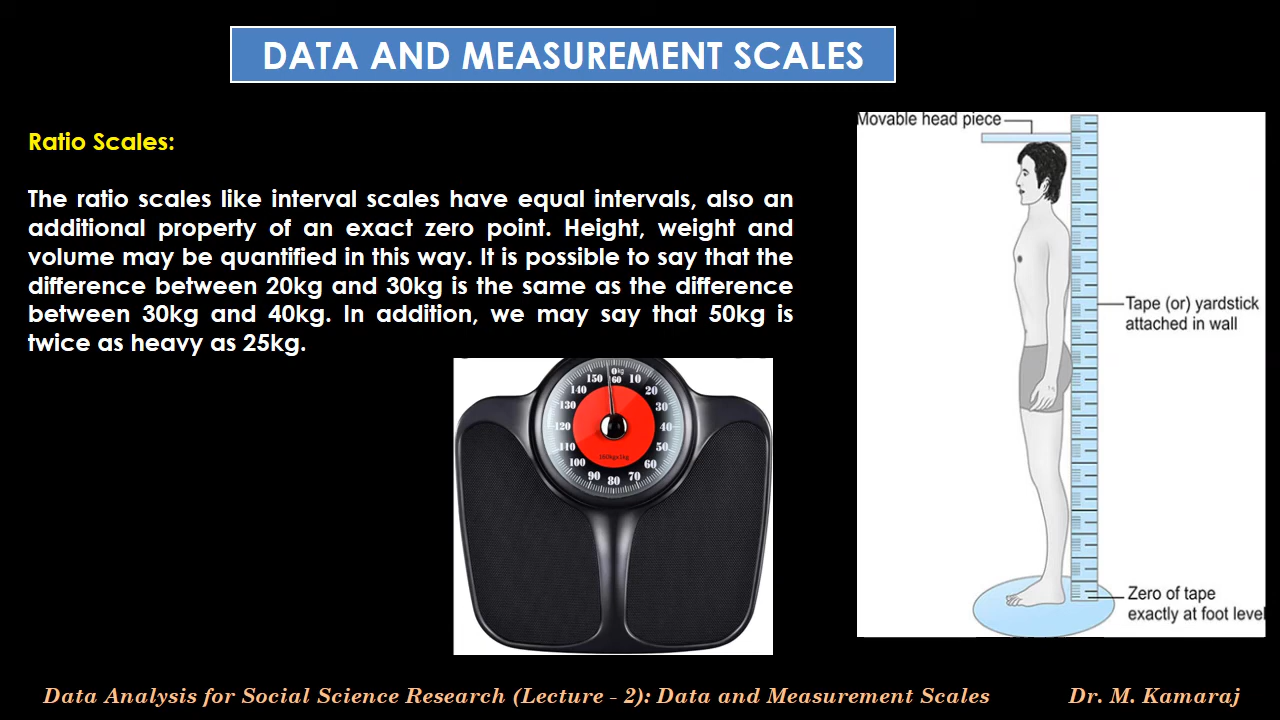 DATA AND MEASUREMENT SCALES
Ratio Scales:
The ratio scales like interval scales have equal intervals, also an
additional property of an exact zero point. Height, weight and
volume may be quantified in this way. It is possible to say that the
difference between 20kg and 30kg is the same as the difference
between 30kg and 40kg. In addition, we may say that 50kg is
twice as heavy as 25kg.
0kg
150 160 10
140 20
130 30
120 40
110 50
100 60
90 80 70
Movable head piece
Tape (or) yardstick
attached in wall
Zero of tape
exactly at foot level
Data Analysis for Social Science Research (Lecture - 2): Data and Measurement Scales
Dr. M. Kamaraj